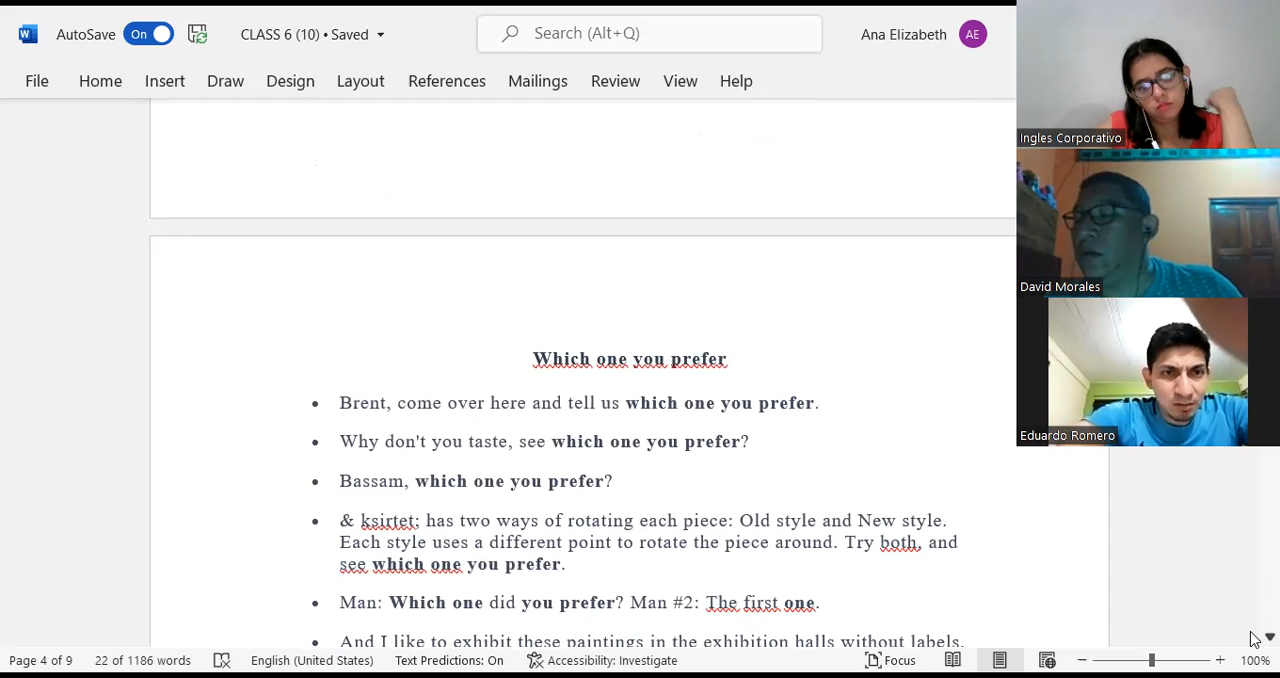 AutoSave On CLASS 6 (10) • Saved Search (Alt+Q) Ana Elizabeth AE
File Home Insert Draw Design Layout References Mailings Review View Help
Ingles Corporativo
David Morales
Eduardo Romero
Which one you prefer
• Brent, come over here and tell us which one you prefer.
• Why don't you taste, see which one you prefer?
• Bassam, which one you prefer?
• & ksirtet; has two ways of rotating each piece: Old style and New style.
Each style uses a different point to rotate the piece around. Try both, and
see which one you prefer.
• Man: Which one did you prefer? Man #2: The first one.
• And I like to exhibit these paintings in the exhibition halls without labels.
Page 4 of 9 22 of 1186 words English (United States) Text Predictions: On Accessibility: Investigate Focus 100%